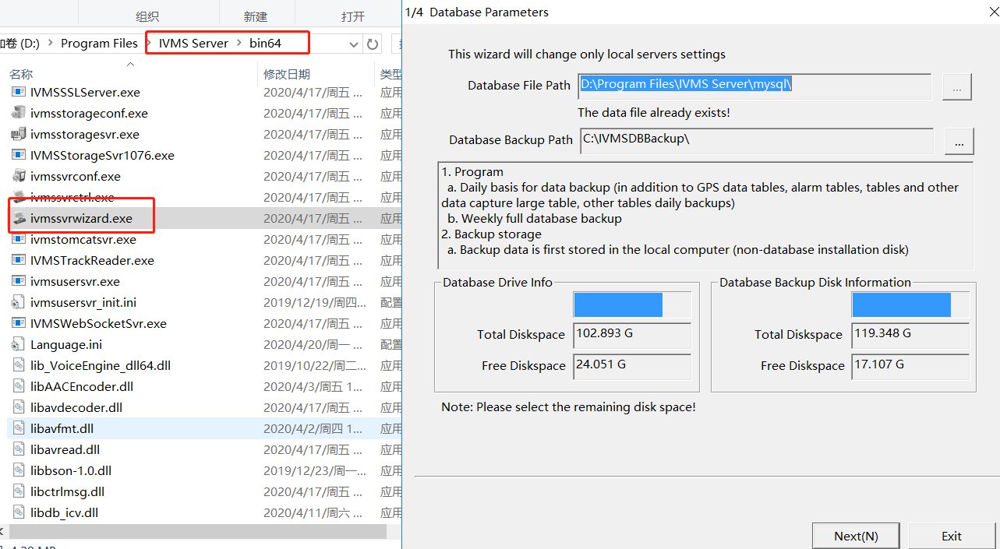 组织
新建
打开
(D:)
Program Files
IVMS Server
bin64
名称
修改日期
类型
IVMSSSLServer.exe 2020/4/17/周五 ... 应用
ivmsstorageconf.exe 2020/4/17/周五 ... 应用
ivmsstoragesvr.exe 2020/4/17/周五 ... 应用
IVMSStorageSvr1076.exe 2020/4/17/周五 ... 应用
ivmssvrconf.exe 2020/4/17/周五 ... 应用
ivmssvrctrl.exe 2020/4/17/周五 ... 应用
ivmssvrwizard.exe 2020/4/17/周五 ... 应用
ivmstomcatsvr.exe 2020/4/17/周五 ... 应用
IVMSTrackReader.exe 2020/4/17/周五 ... 应用
ivmsusersvr.exe 2020/4/17/周五 ... 应用
ivmsusersvr_init.ini 2019/12/19/周四... 配置
IVMSWebSocketSvr.exe 2020/4/17/周五 ... 应用
Language.ini 2020/4/20/周一 ... 配置
lib_VoiceEngine_dll64.dll 2019/10/22/周二... 应用
libAACEncoder.dll 2020/4/3/周五 1... 应用
libavdecoder.dll 2020/4/17/周五 ... 应用
libavfmt.dll 2020/4/2/周四 1... 应用
libavread.dll 2020/4/17/周五 ... 应用
libbson-1.0.dll 2019/12/23/周一... 应用
libctrlmsg.dll 2020/4/17/周五 ... 应用
libdb_icv.dll 2020/4/11/周六 ... 应用
1/4 Database Parameters
This wizard will change only local servers settings
Database File Path
D:\Program Files\IVMS Server\mysql\
...
The data file already exists!
Database Backup Path
C:\IVMSDBBackup\
...
1. Program
a. Daily basis for data backup (in addition to GPS data tables, alarm tables, tables and other
data capture large table, other tables daily backups)
b. Weekly full database backup
2. Backup storage
a. Backup data is first stored in the local computer (non-database installation disk)
Database Drive Info
Total Diskspace 102.893 G
Free Diskspace 24.051 G
Database Backup Disk Information
Total Diskspace 119.348 G
Free Diskspace 17.107 G
Note: Please select the remaining disk space!
Next(N)
Exit